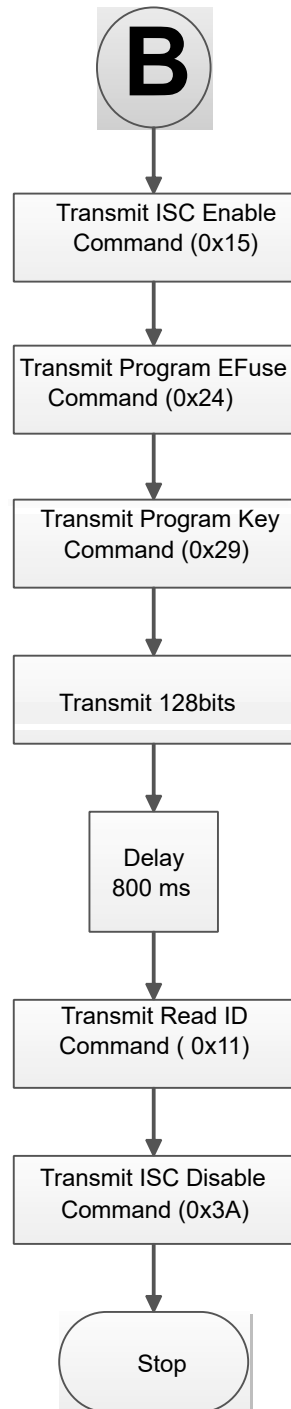 B
Transmit ISC Enable
Command (0x15)
Transmit Program EFuse
Command (0x24)
Transmit Program Key
Command (0x29)
Transmit 128bits
Delay
800 ms
Transmit Read ID
Command ( 0x11)
Transmit ISC Disable
Command (0x3A)
Stop